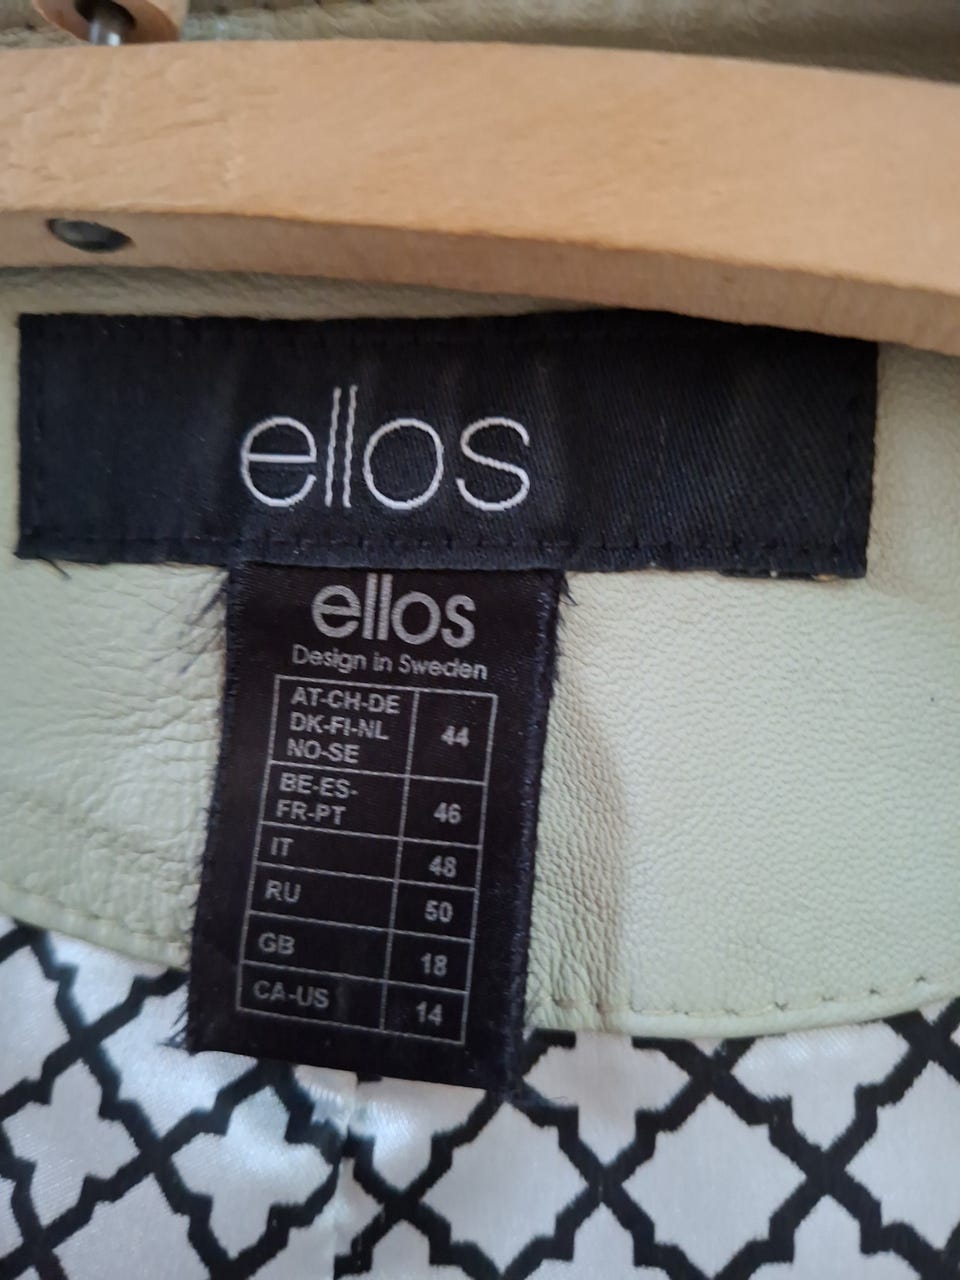 ellos
ellos
Design in Sweden
AT-CH-DE
DK-FI-NL
NO-SE
44
BE-ES-
FR-PT
46
IT
48
RU
50
GB
18
CA-US
14